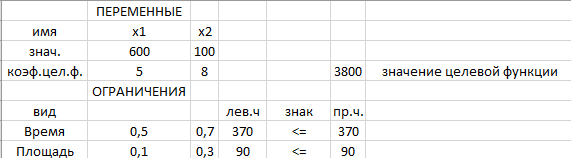 ПЕРЕМЕННЫЕ
имя x1 x2
знач. 600 100
коэф.цел.ф. 5 8 3800 значение целевой функции
ОГРАНИЧЕНИЯ
вид лев.ч знак пр.ч.
Время 0,5 0,7 370 <= 370
Площадь 0,1 0,3 90 <= 90